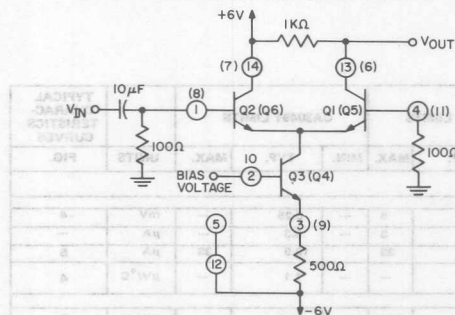 +6V
1KΩ
VOUT
(7) 14
13 (6)
10µF
(8)
VIN
1
Q2 (Q6)
Q1 (Q5)
4 (11)
100Ω
100Ω
10
BIAS
VOLTAGE
2
Q3 (Q4)
5
3 (9)
12
500Ω
-6V